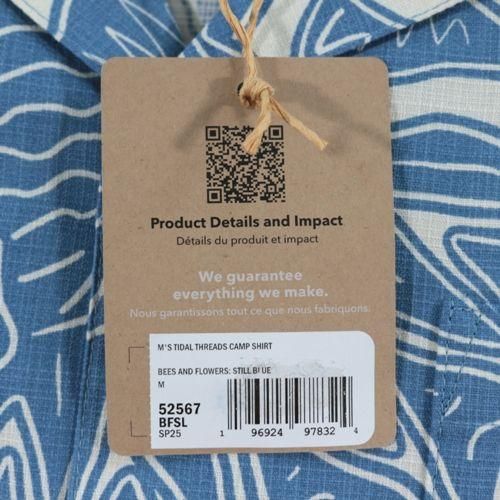 Product Details and Impact
Détails du produit et impact
We guarantee
everything we make.
Nous garantissons tout ce que nous fabriquons.
M'S TIDAL THREADS CAMP SHIRT
BEES AND FLOWERS: STILL BLUE
M
52567
BFSL
SP25
1 96924 97832 4